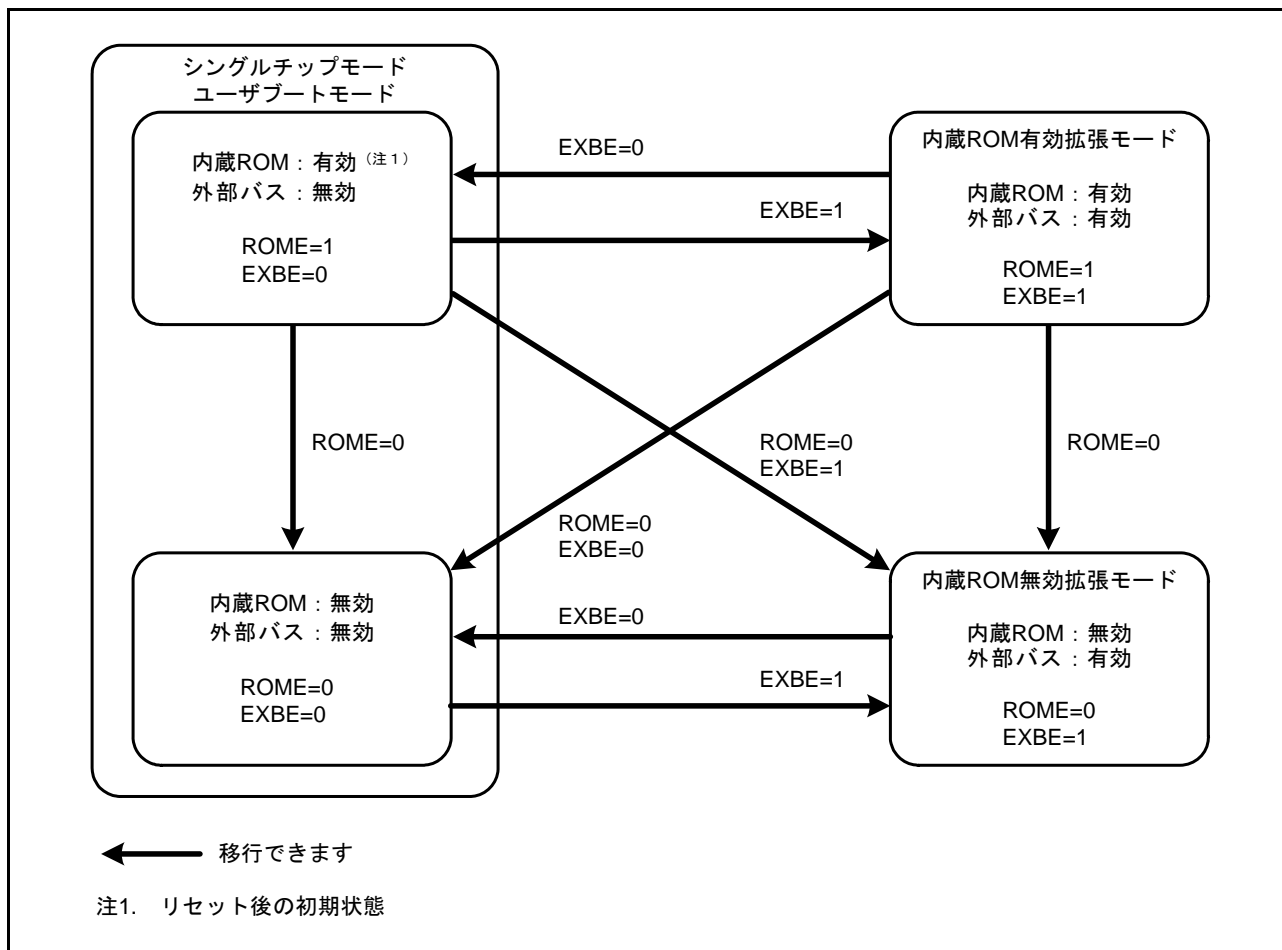 シングルチップモード
ユーザブートモード
内蔵ROM：有効（注１）
外部バス：無効
ROME=1
EXBE=0
EXBE=0
EXBE=1
内蔵ROM有効拡張モード
内蔵ROM：有効
外部バス：有効
ROME=1
EXBE=1
ROME=0
ROME=0
EXBE=1
ROME=0
EXBE=0
ROME=0
内蔵ROM：無効
外部バス：無効
ROME=0
EXBE=0
EXBE=0
EXBE=1
内蔵ROM無効拡張モード
内蔵ROM：無効
外部バス：有効
ROME=0
EXBE=1
移行できます
注1. リセット後の初期状態